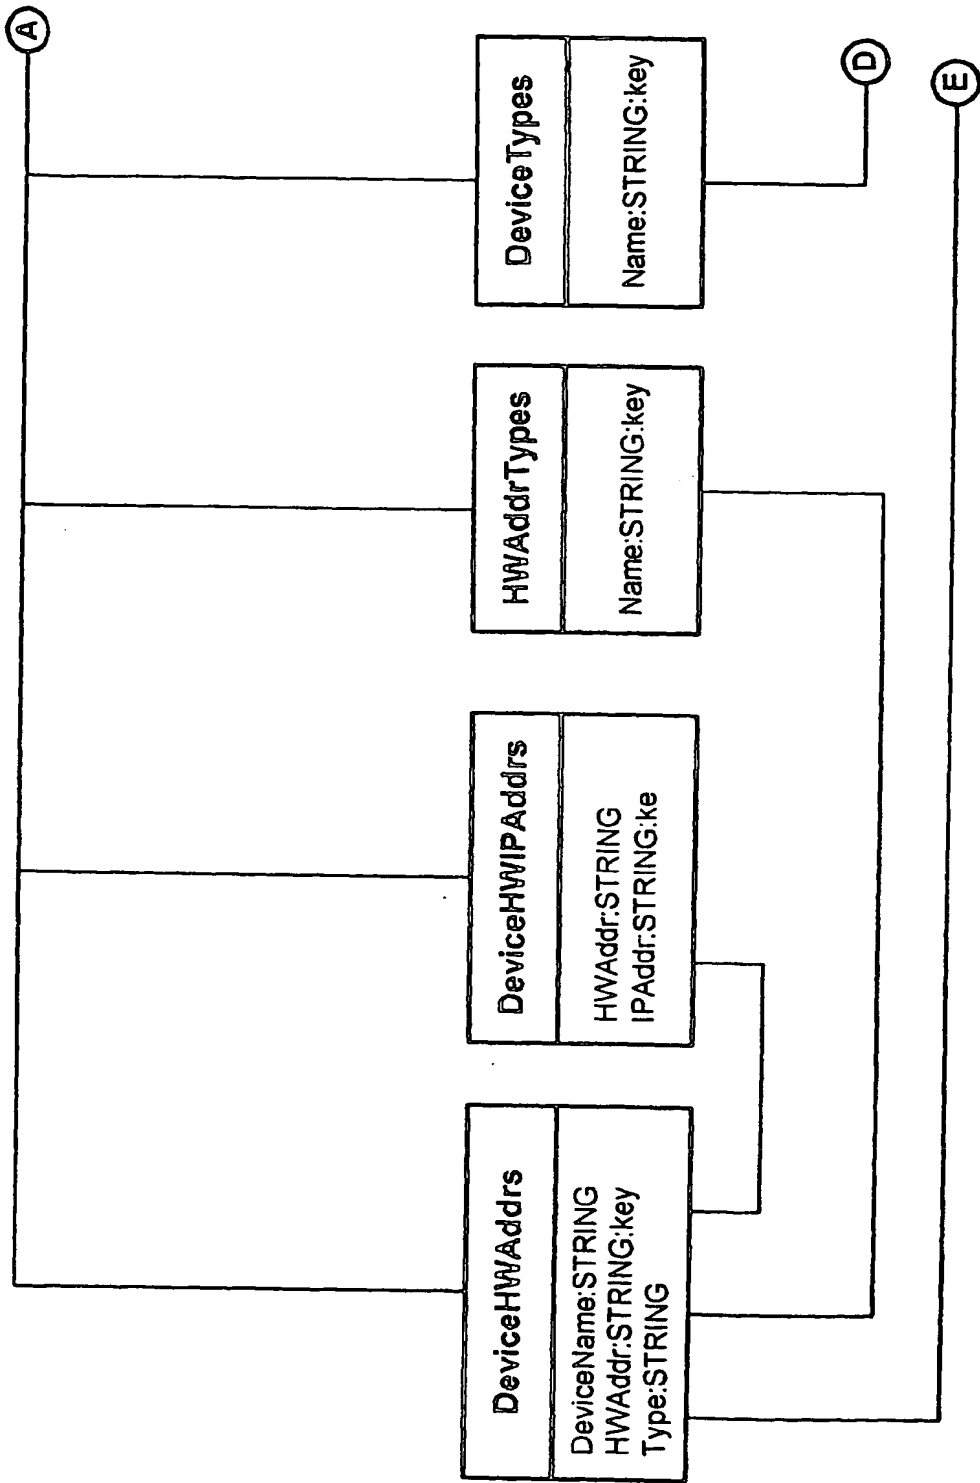 A
DeviceHWAddrs
DeviceName:STRING
HWAddr:STRING:key
Type:STRING
DeviceHWIPAddrs
HWAddr:STRING
IPAddr:STRING:ke
HWAddrTypes
Name:STRING:key
DeviceTypes
Name:STRING:key
D
E